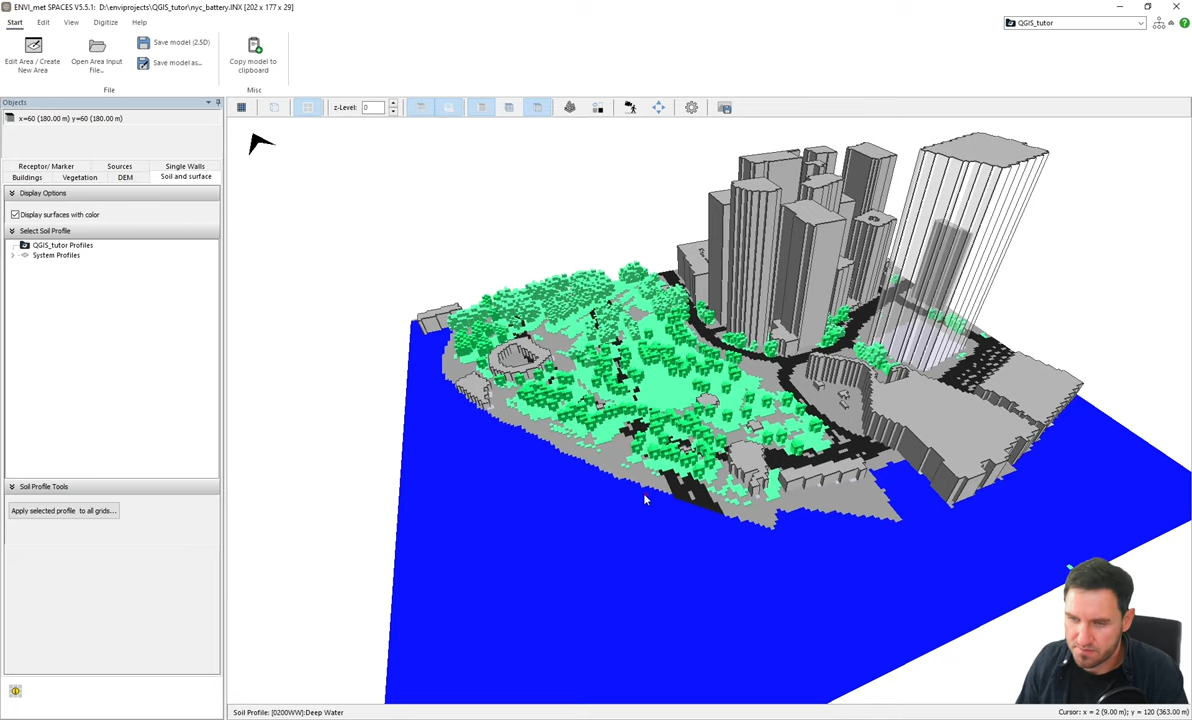 ENVI_met SPACES V5.5.1: D:\enviprojects\QGIS_tutor\nyc_battery.INX [202 x 177 x 29]
Start Edit View Digitize Help
QGIS_tutor
Edit Area / Create New Area
Open Area Input File...
Save model (2.5D)
Save model as...
Copy model to clipboard
File
Misc
Objects
z-Level: 0
x=60 (180.00 m) y=60 (180.00 m)
Receptor/ Marker Sources Single Walls
Buildings Vegetation DEM Soil and surface
Display Options
Display surfaces with color
Select Soil Profile
QGIS_tutor Profiles
System Profiles
Soil Profile Tools
Apply selected profile to all grids...
Soil Profile: [0200WW]:Deep Water
Cursor: x = 2 (9.00 m); y = 120 (363.00 m)